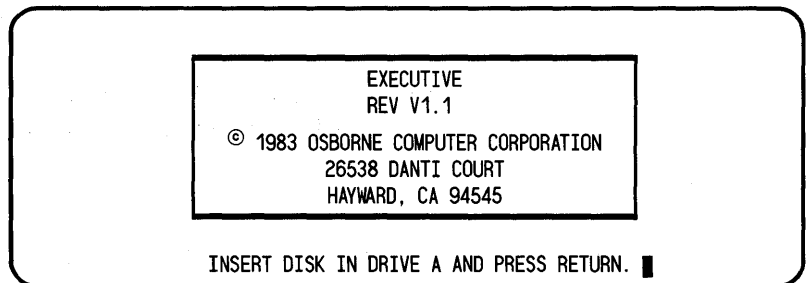 EXECUTIVE
REV V1.1
© 1983 OSBORNE COMPUTER CORPORATION
26538 DANTI COURT
HAYWARD, CA 94545
INSERT DISK IN DRIVE A AND PRESS RETURN.